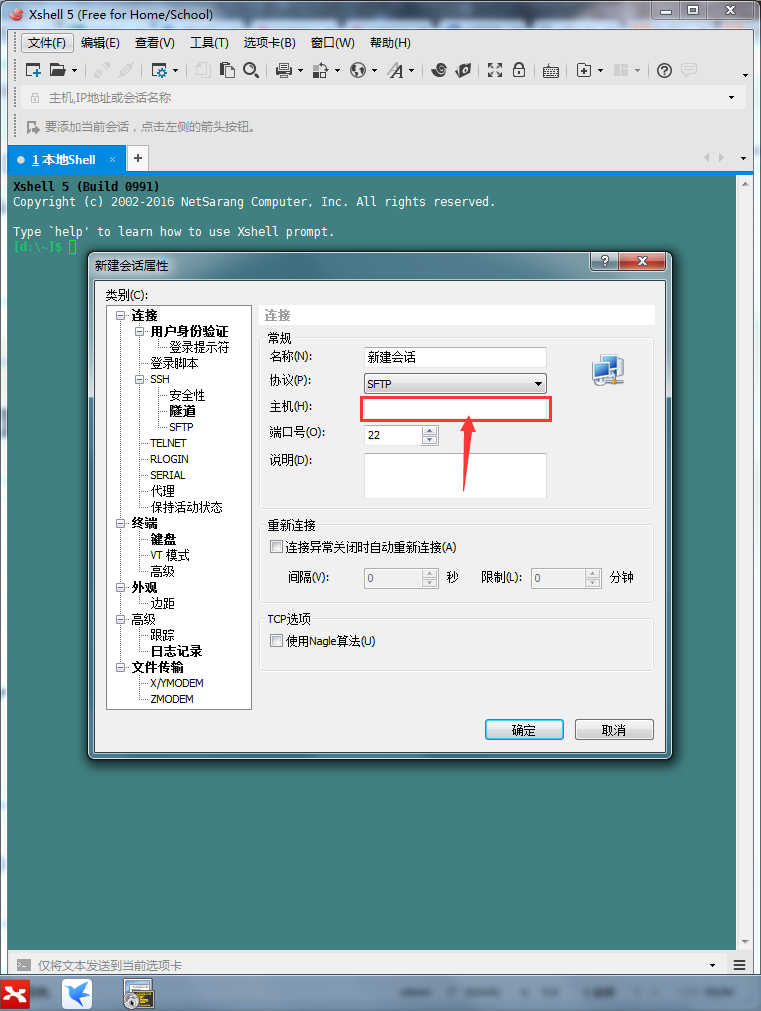 Xshell 5 (Free for Home/School)
文件(F) 编辑(E) 查看(V) 工具(T) 选项卡(B) 窗口(W) 帮助(H)
主机,IP地址或会话名称
要添加当前会话，点击左侧的箭头按钮。
1 本地Shell × +
Xshell 5 (Build 0991)
Copyright (c) 2002-2016 NetSarang Computer, Inc. All rights reserved.
Type `help' to learn how to use Xshell prompt.
[d:\~]$
新建会话属性
类别(C):
连接
用户身份验证
登录提示符
登录脚本
SSH
安全性
隧道
SFTP
TELNET
RLOGIN
SERIAL
代理
保持活动状态
终端
键盘
VT 模式
高级
外观
边距
高级
跟踪
日志记录
文件传输
X/YMODEM
ZMODEM
连接
常规
名称(N): 新建会话
协议(P): SFTP
主机(H):
端口号(O): 22
说明(D):
重新连接
连接异常关闭时自动重新连接(A)
间隔(V): 0 秒 限制(L): 0 分钟
TCP选项
使用Nagle算法(U)
确定 取消
仅将文本发送到当前选项卡